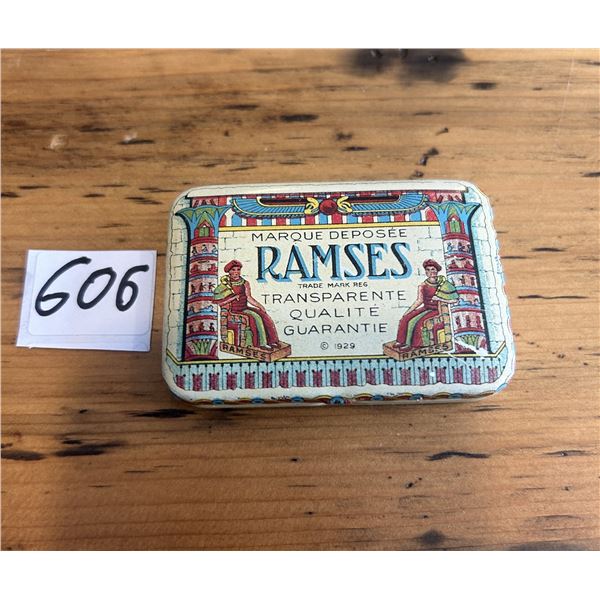 606
MARQUE DEPOSÉE
RAMSES
TRADE MARK REG
TRANSPARENTE
QUALITÉ
GUARANTIE
© 1929
RAMSES
RAMSES